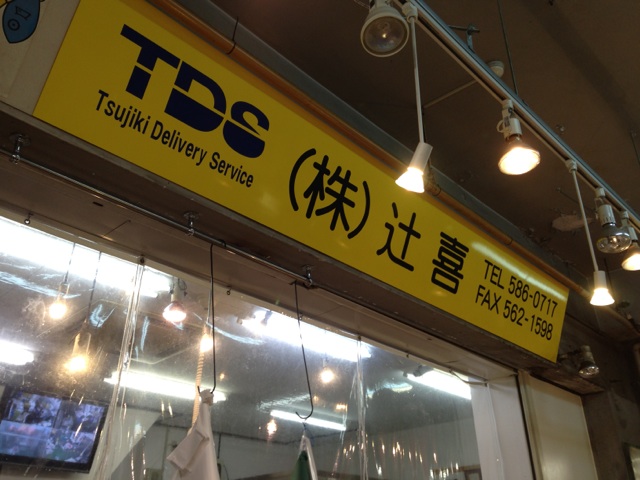 TDS
Tsujiki Delivery Service
(株)辻喜
TEL 586-0717
FAX 562-1598